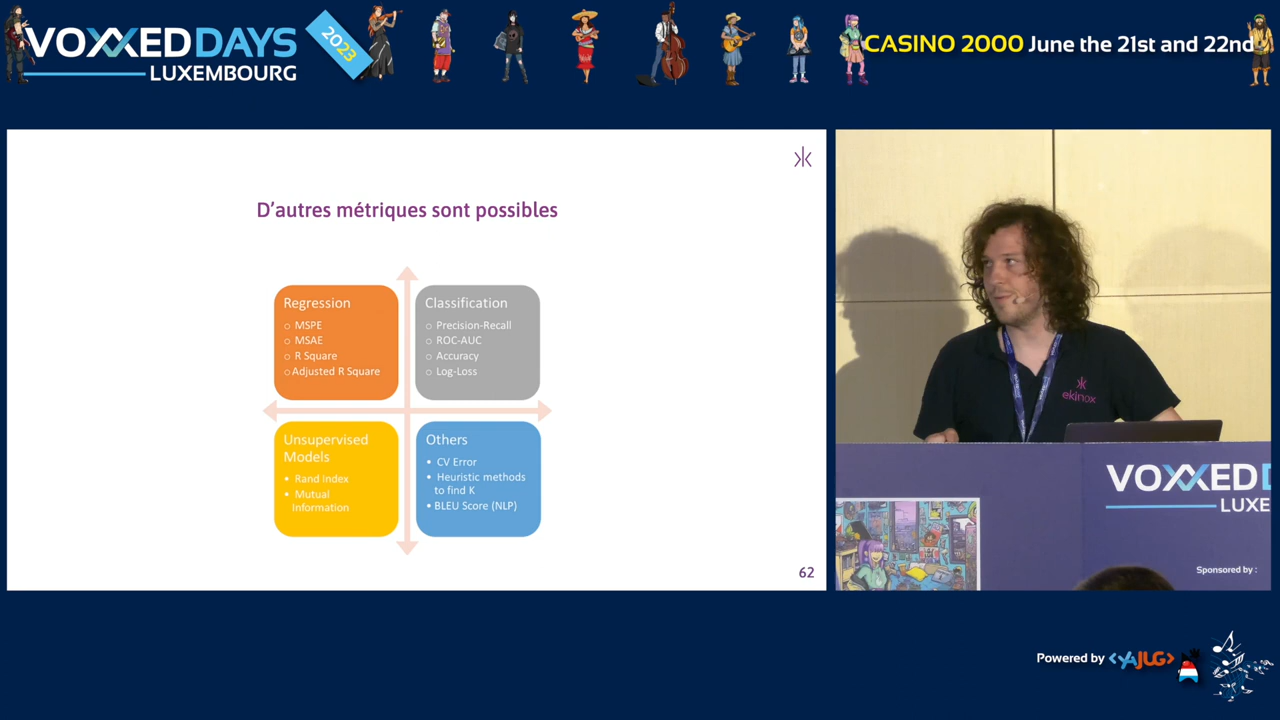 VOXXED DAYS
LUXEMBOURG
2023
CASINO 2000 June the 21st and 22nd
D'autres métriques sont possibles
Regression
MSPE
MSAE
R Square
Adjusted R Square
Classification
Precision-Recall
ROC-AUC
Accuracy
Log-Loss
Unsupervised
Models
Rand Index
Mutual
Information
Others
CV Error
Heuristic methods
to find K
BLEU Score (NLP)
62
ekinox
VOXXED D
LUXE
Sponsored by :
Powered by <YAJUG>